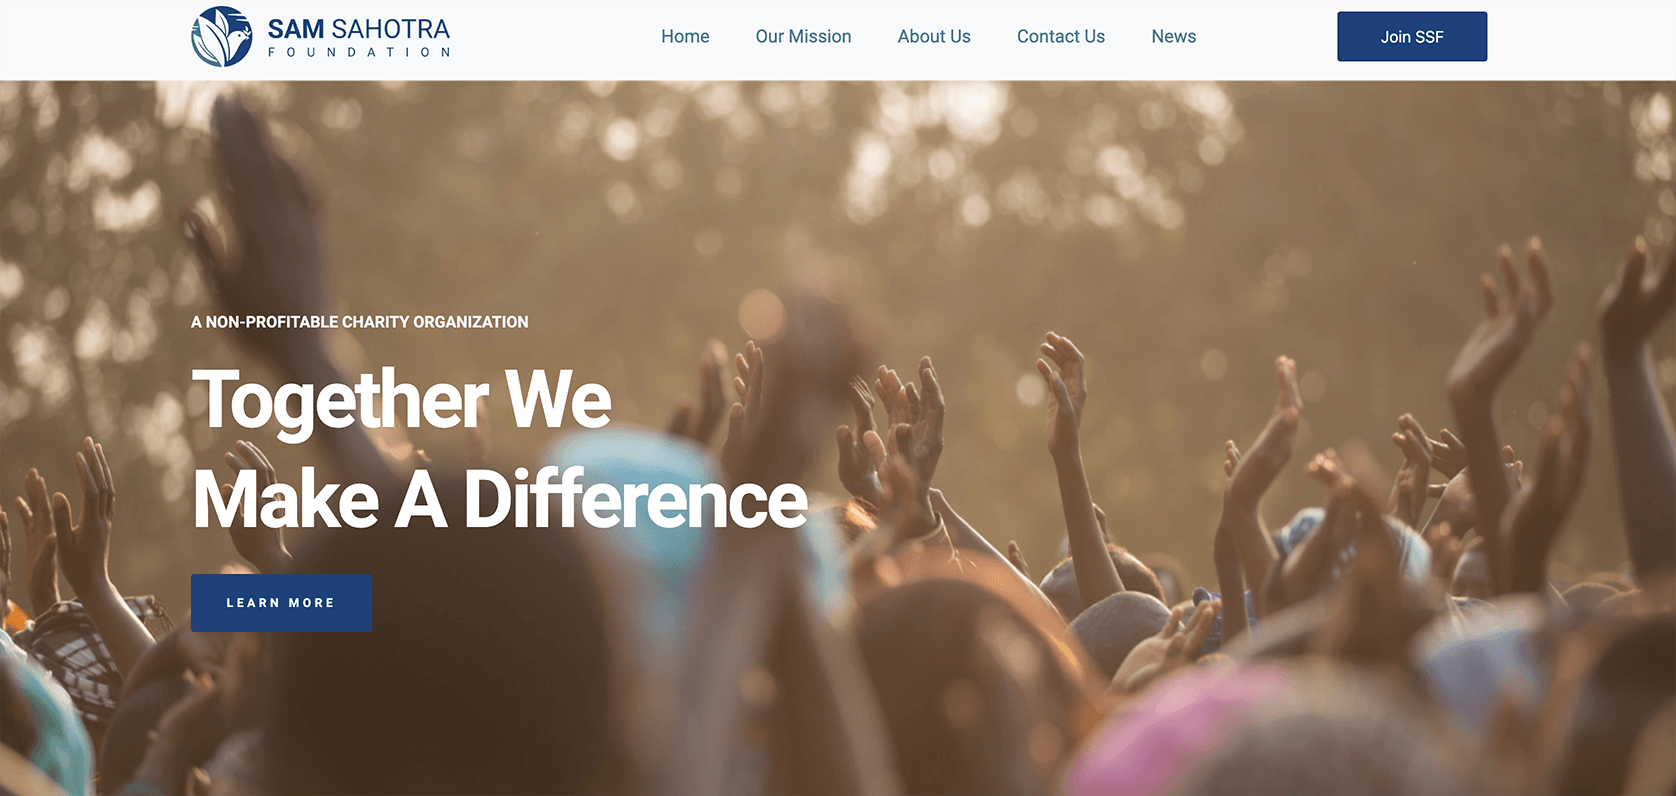 SAM SAHOTRA
FOUNDATION
Home
Our Mission
About Us
Contact Us
News
Join SSF
A NON-PROFITABLE CHARITY ORGANIZATION
Together We
Make A Difference
LEARN MORE